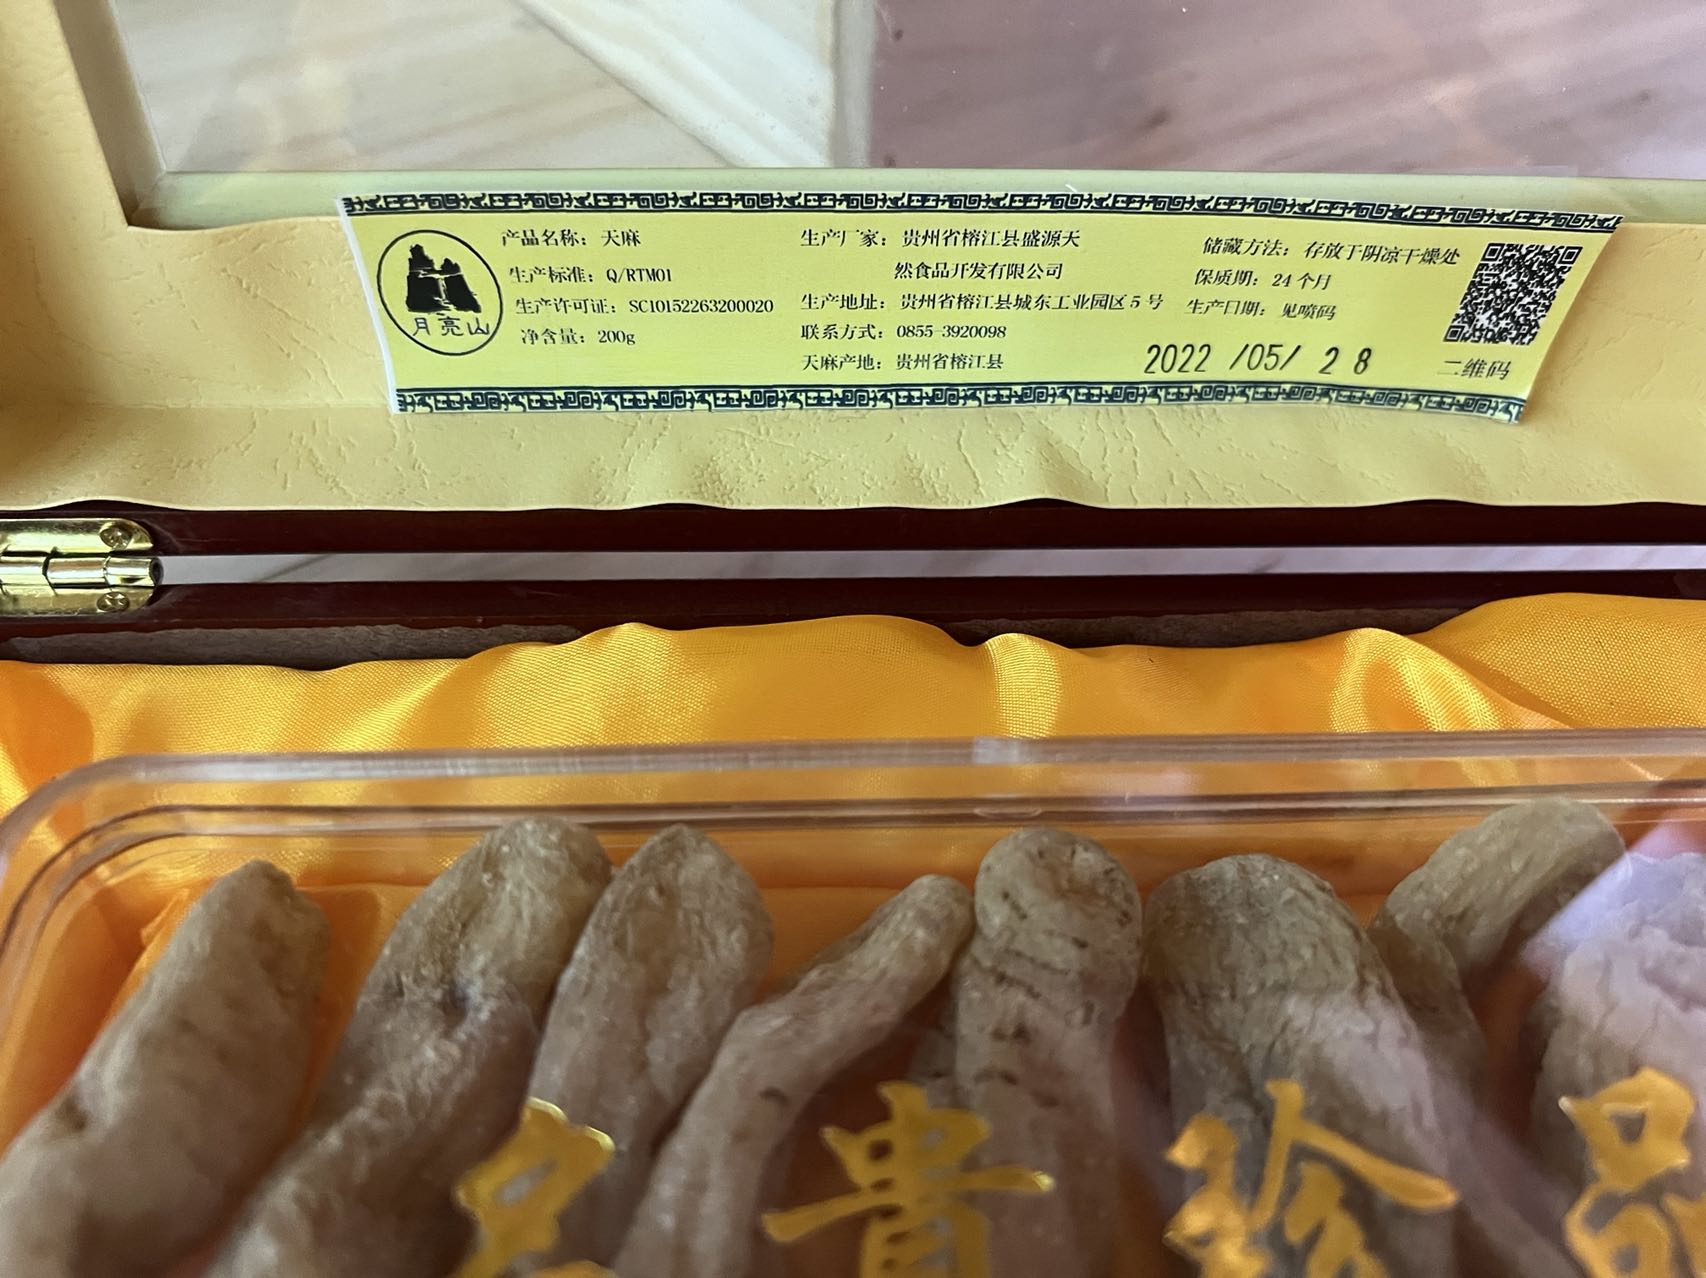 月亮山
产品名称：天麻
生产标准：Q/RTM01
生产许可证：SC10152263200020
净含量：200g
生产厂家：贵州省榕江县盛源天
然食品开发有限公司
生产地址：贵州省榕江县城东工业园区5号
联系方式：0855-3920098
天麻产地：贵州省榕江县
储藏方法：存放于阴凉干燥处
保质期：24个月
生产日期：见喷码
2022/05/28
二维码
名貴珍品